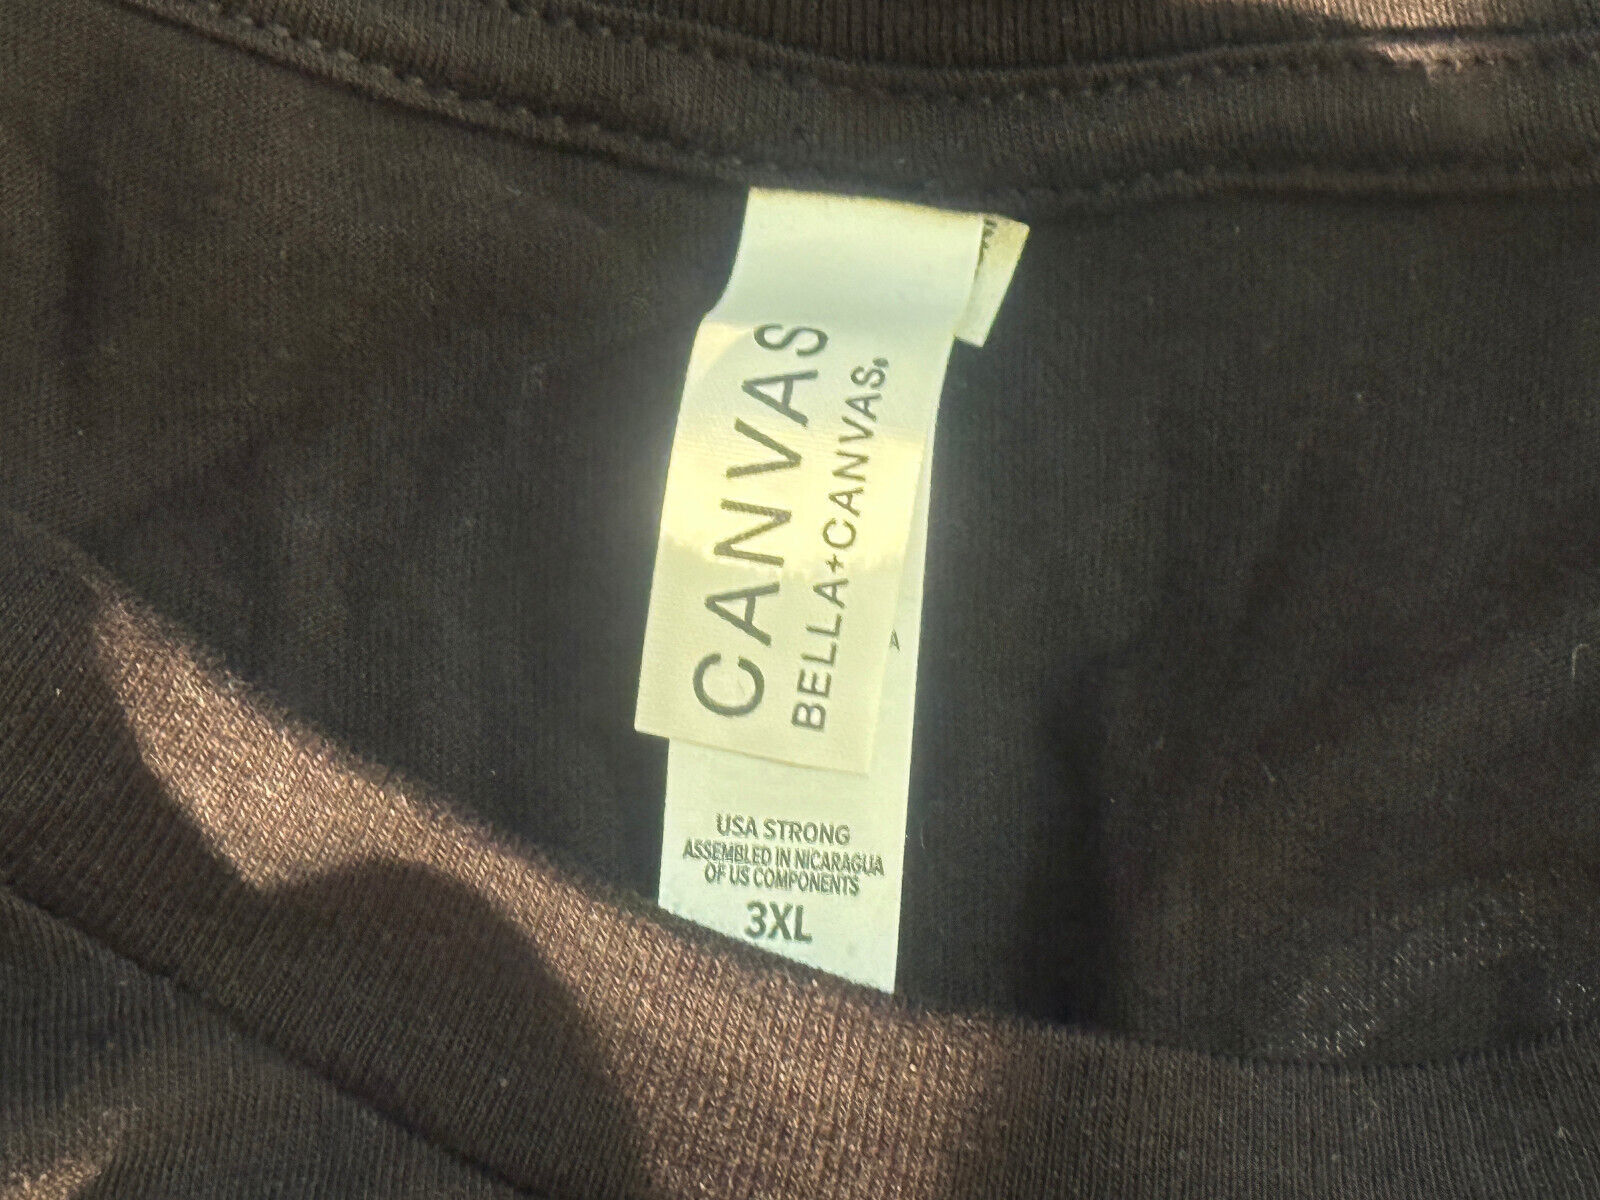 CANVAS
BELLA+CANVAS®
USA STRONG
ASSEMBLED IN NICARAGUA
OF US COMPONENTS
3XL